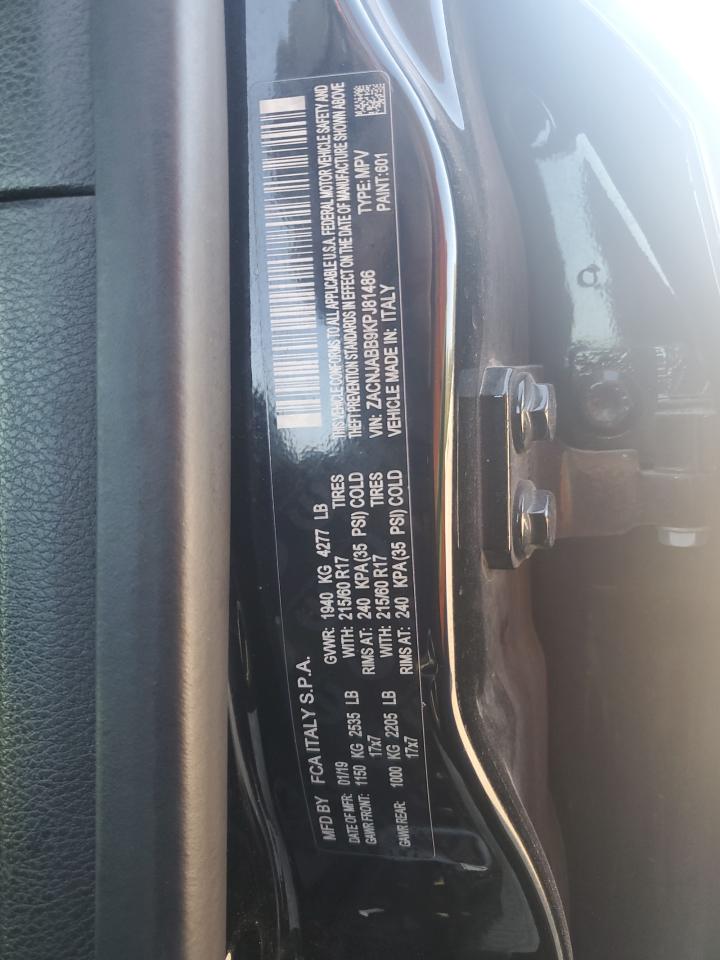 MFD BY FCA ITALY S.P.A.
DATE OF MFR: 01/19 GVWR: 1940 KG 4277 LB
GAWR FRONT: 1150 KG 2535 LB WITH: 215/60 R17 TIRES
17x7 RIMS AT: 240 KPA(35 PSI) COLD
GAWR REAR: 1000 KG 2205 LB WITH: 215/60 R17 TIRES
17x7 RIMS AT: 240 KPA(35 PSI) COLD
THIS VEHICLE CONFORMS TO ALL APPLICABLE U.S.A. FEDERAL MOTOR VEHICLE SAFETY AND
THEFT PREVENTION STANDARDS IN EFFECT ON THE DATE OF MANUFACTURE SHOWN ABOVE
VIN: ZACNJABB9KPJ81486 TYPE: MPV
VEHICLE MADE IN: ITALY PAINT: 601